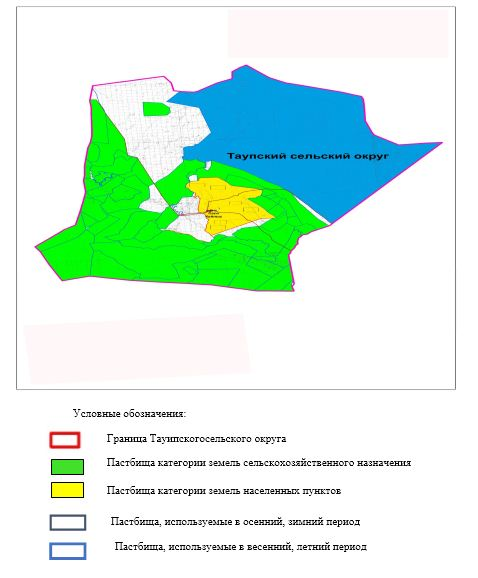 Таупский сельский округ
Условные обозначения:
Граница Тауипскогосельского округа
Пастбища категории земель сельскохозяйственного назначения
Пастбища категории земель населенных пунктов
Пастбища, используемые в осенний, зимний период
Пастбища, используемые в весенний, летний период